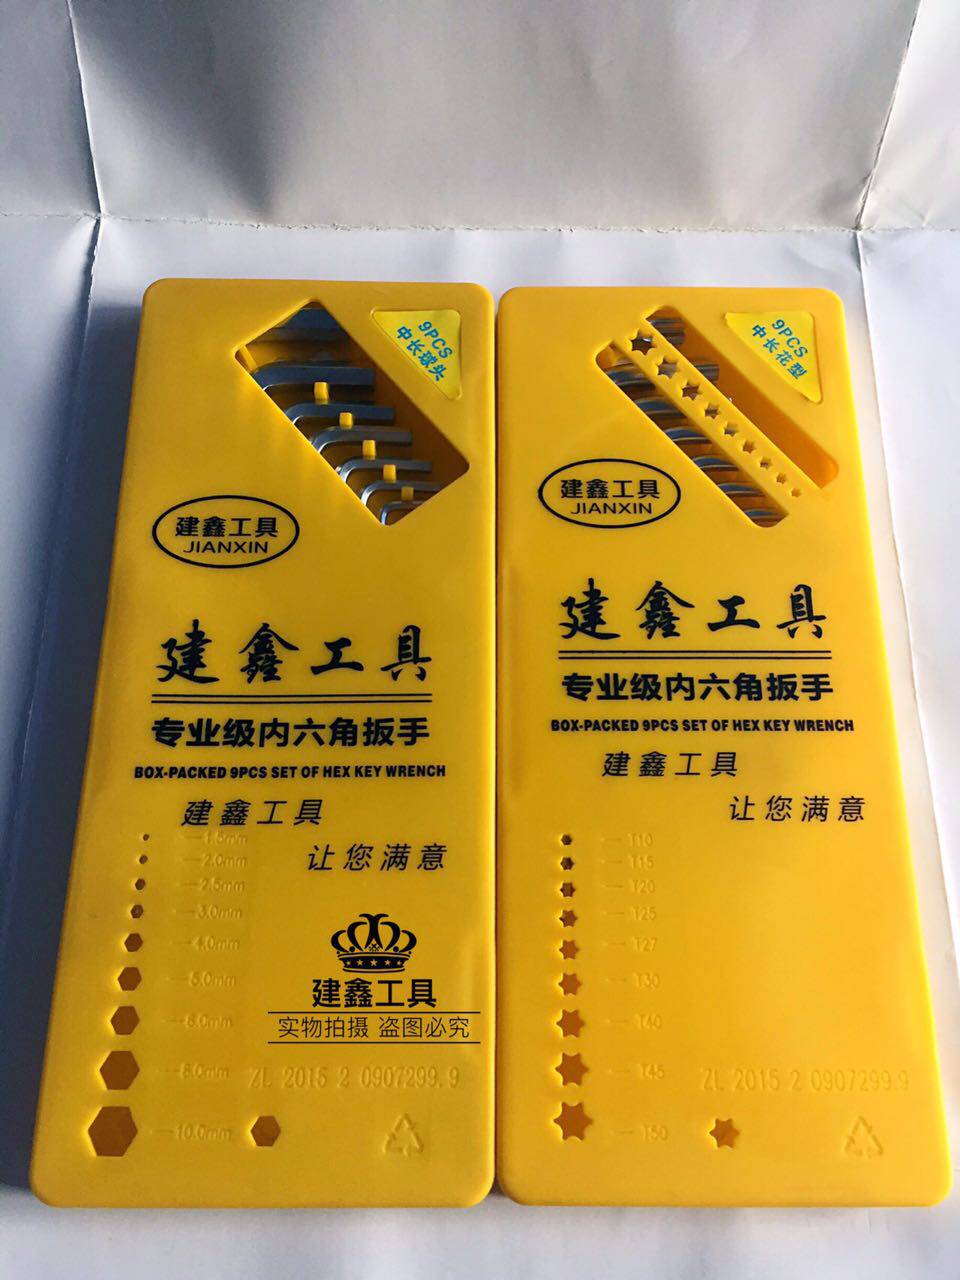 9PCS
中长球头
建鑫工具
JIANXIN
建鑫工具
专业级内六角扳手
BOX-PACKED 9PCS SET OF HEX KEY WRENCH
建鑫工具
让您满意
1.5mm
2.0mm
2.5mm
3.0mm
4.0mm
5.0mm
6.0mm
8.0mm
10.0mm
建鑫工具
实物拍摄 盗图必究
ZL 2015 2 0907299.9
9PCS
中长花型
建鑫工具
JIANXIN
建鑫工具
专业级内六角扳手
BOX-PACKED 9PCS SET OF HEX KEY WRENCH
建鑫工具
让您满意
T10
T15
T20
T25
T27
T30
T40
T45
T50
ZL 2015 2 0907299.9